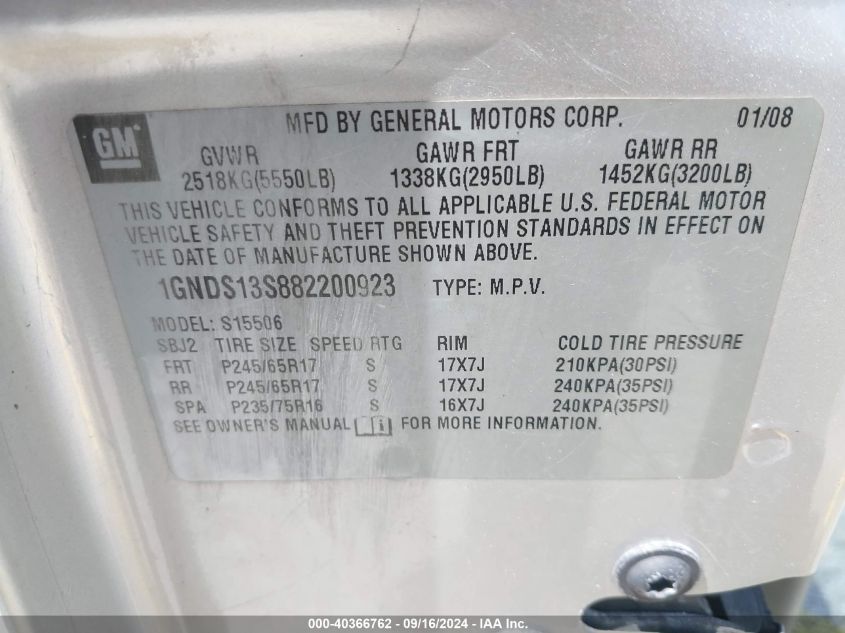 GM
MFD BY GENERAL MOTORS CORP. 01/08
GVWR GAWR FRT GAWR RR
2518KG(5550LB) 1338KG(2950LB) 1452KG(3200LB)
THIS VEHICLE CONFORMS TO ALL APPLICABLE U.S. FEDERAL MOTOR
VEHICLE SAFETY AND THEFT PREVENTION STANDARDS IN EFFECT ON
THE DATE OF MANUFACTURE SHOWN ABOVE.
1GNDS13S882200923 TYPE: M.P.V.
MODEL: S15506
SBJ2 TIRE SIZE SPEED RTG RIM COLD TIRE PRESSURE
FRT P245/65R17 S 17X7J 210KPA(30PSI)
RR P245/65R17 S 17X7J 240KPA(35PSI)
SPA P235/75R16 S 16X7J 240KPA(35PSI)
SEE OWNER'S MANUAL FOR MORE INFORMATION.
000-40366762 - 09/16/2024 - IAA Inc.